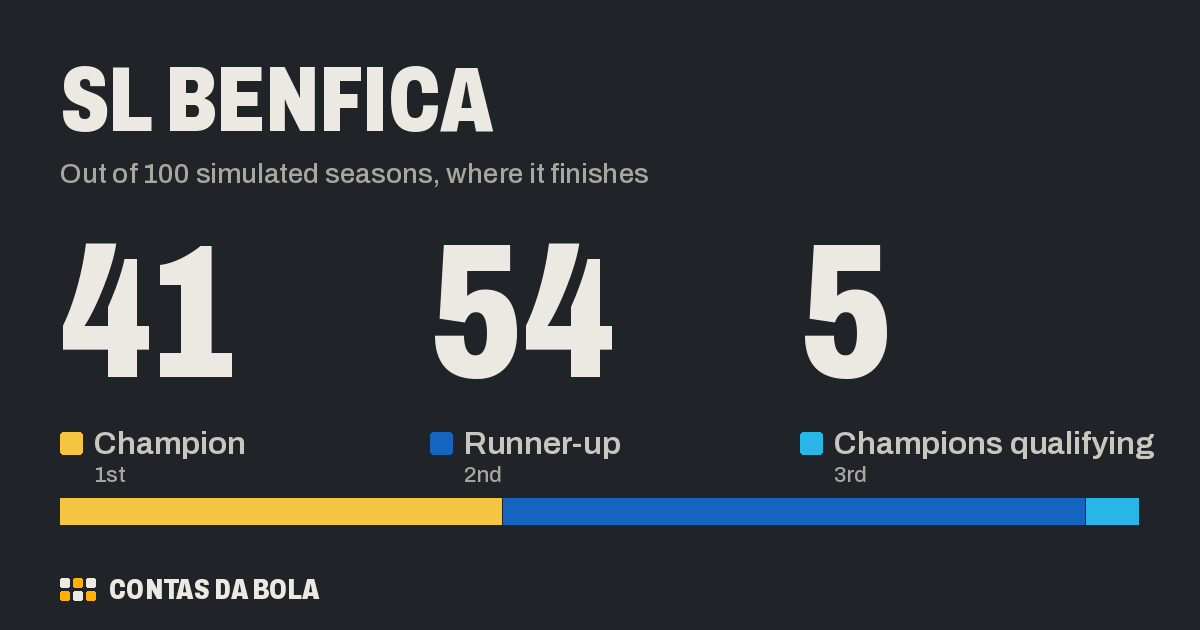 SL BENFICA
Out of 100 simulated seasons, where it finishes
41 54 5
Champion Runner-up Champions qualifying
1st 2nd 3rd
CONTAS DA BOLA